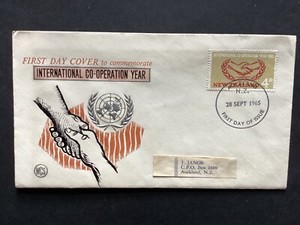 FIRST DAY COVER to commemorate
INTERNATIONAL CO-OPERATION YEAR
4d
NEW ZEALAND
N.Z.
28 SEPT 1965
FIRST DAY OF ISSUE
WCS
Auckland, N.Z.